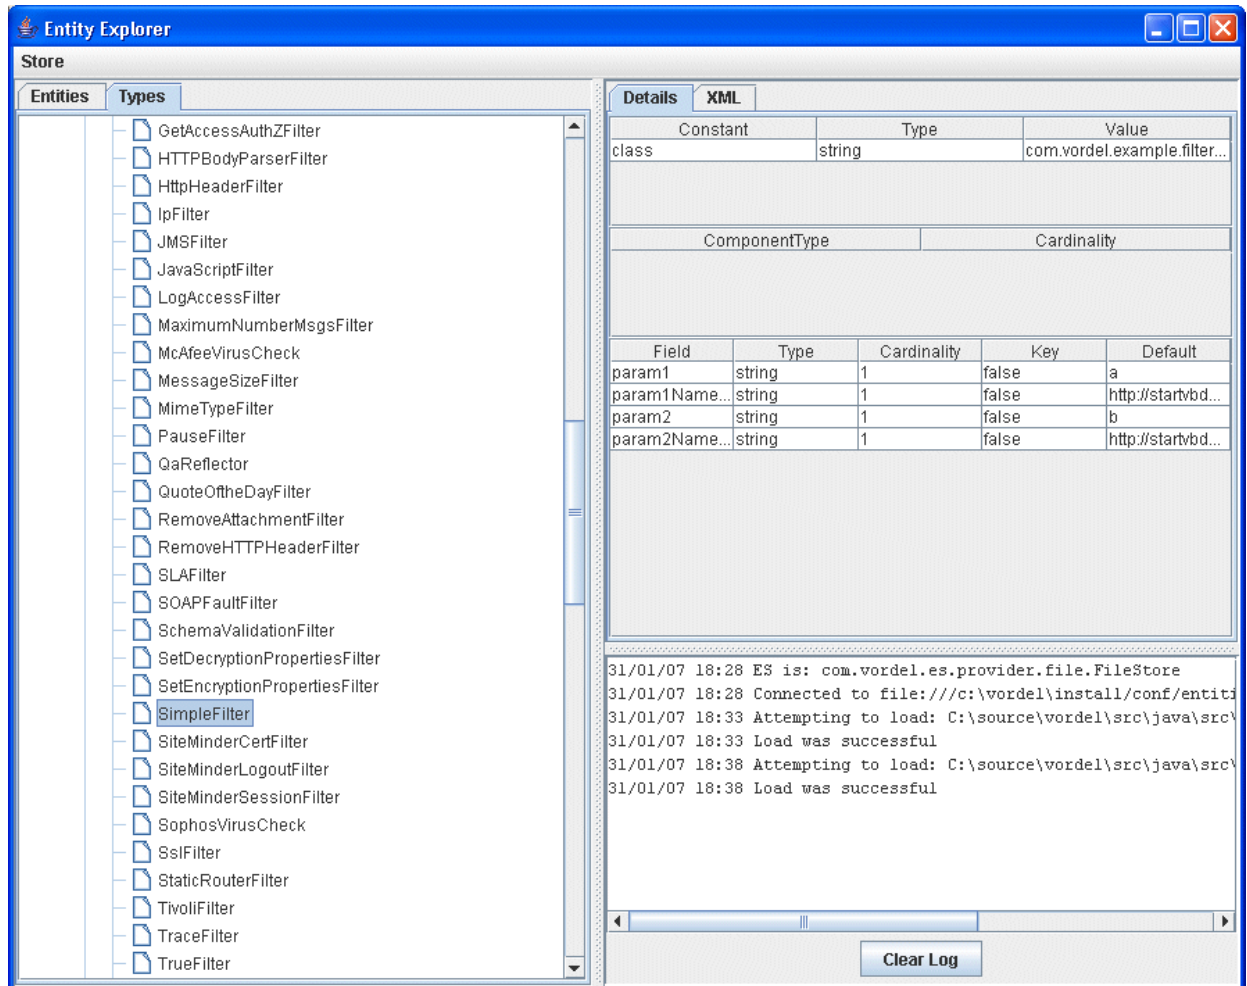 Entity Explorer
Store
Entities Types
GetAccessAuthZFilter
HTTPBodyParserFilter
HttpHeaderFilter
IpFilter
JMSFilter
JavaScriptFilter
LogAccessFilter
MaximumNumberMsgsFilter
McAfeeVirusCheck
MessageSizeFilter
MimeTypeFilter
PauseFilter
QaReflector
QuoteOftheDayFilter
RemoveAttachmentFilter
RemoveHTTPHeaderFilter
SLAFilter
SOAPFaultFilter
SchemaValidationFilter
SetDecryptionPropertiesFilter
SetEncryptionPropertiesFilter
SimpleFilter
SiteMinderCertFilter
SiteMinderLogoutFilter
SiteMinderSessionFilter
SophosVirusCheck
SslFilter
StaticRouterFilter
TivoliFilter
TraceFilter
TrueFilter
Details XML
Constant Type Value
class string com.vordel.example.filter...
ComponentType Cardinality
Field Type Cardinality Key Default
param1 string 1 false a
param1Name... string 1 false http://startvbd...
param2 string 1 false b
param2Name... string 1 false http://startvbd...
31/01/07 18:28 ES is: com.vordel.es.provider.file.FileStore
31/01/07 18:28 Connected to file:///c:\vordel\install/conf/entiti
31/01/07 18:33 Attempting to load: C:\source\vordel\src\java\src\
31/01/07 18:33 Load was successful
31/01/07 18:38 Attempting to load: C:\source\vordel\src\java\src\
31/01/07 18:38 Load was successful
Clear Log